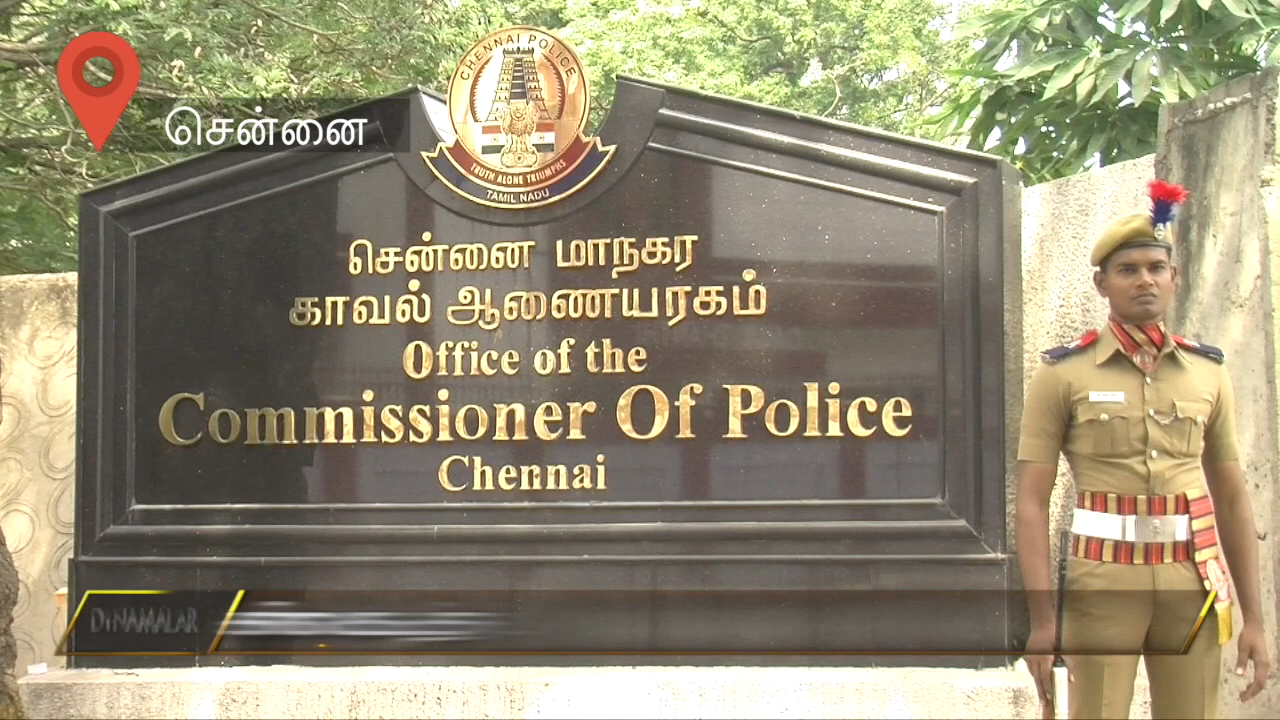 சென்னை
CHENNAI POLICE
TRUTH ALONE TRIUMPHS
TAMIL NADU
சென்னை மாநகர
காவல் ஆணையரகம்
Office of the
Commissioner Of Police
Chennai
DINAMALAR